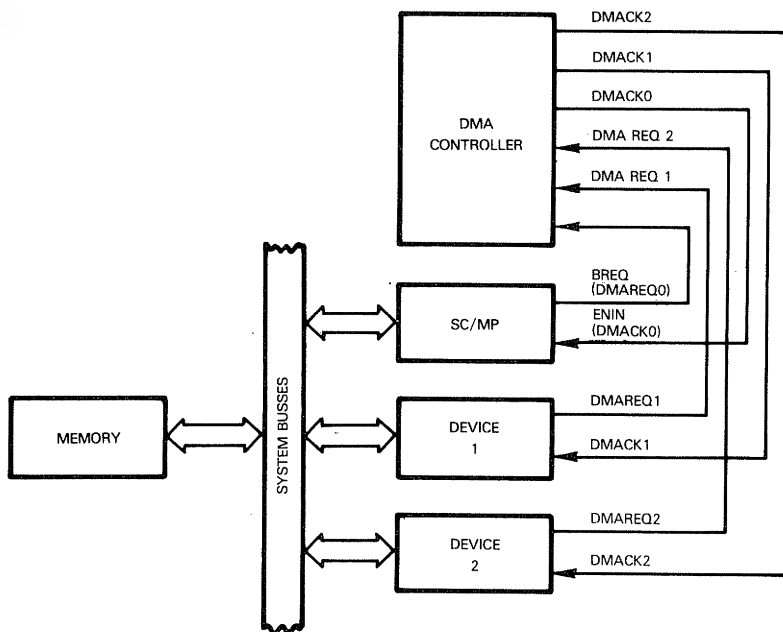 DMACK2
DMACK1
DMACK0
DMA REQ 2
DMA REQ 1
DMA
CONTROLLER
BREQ
(DMAREQ0)
ENIN
(DMACK0)
SC/MP
DMAREQ1
DMACK1
DEVICE
1
MEMORY
SYSTEM BUSSES
DMAREQ2
DMACK2
DEVICE
2